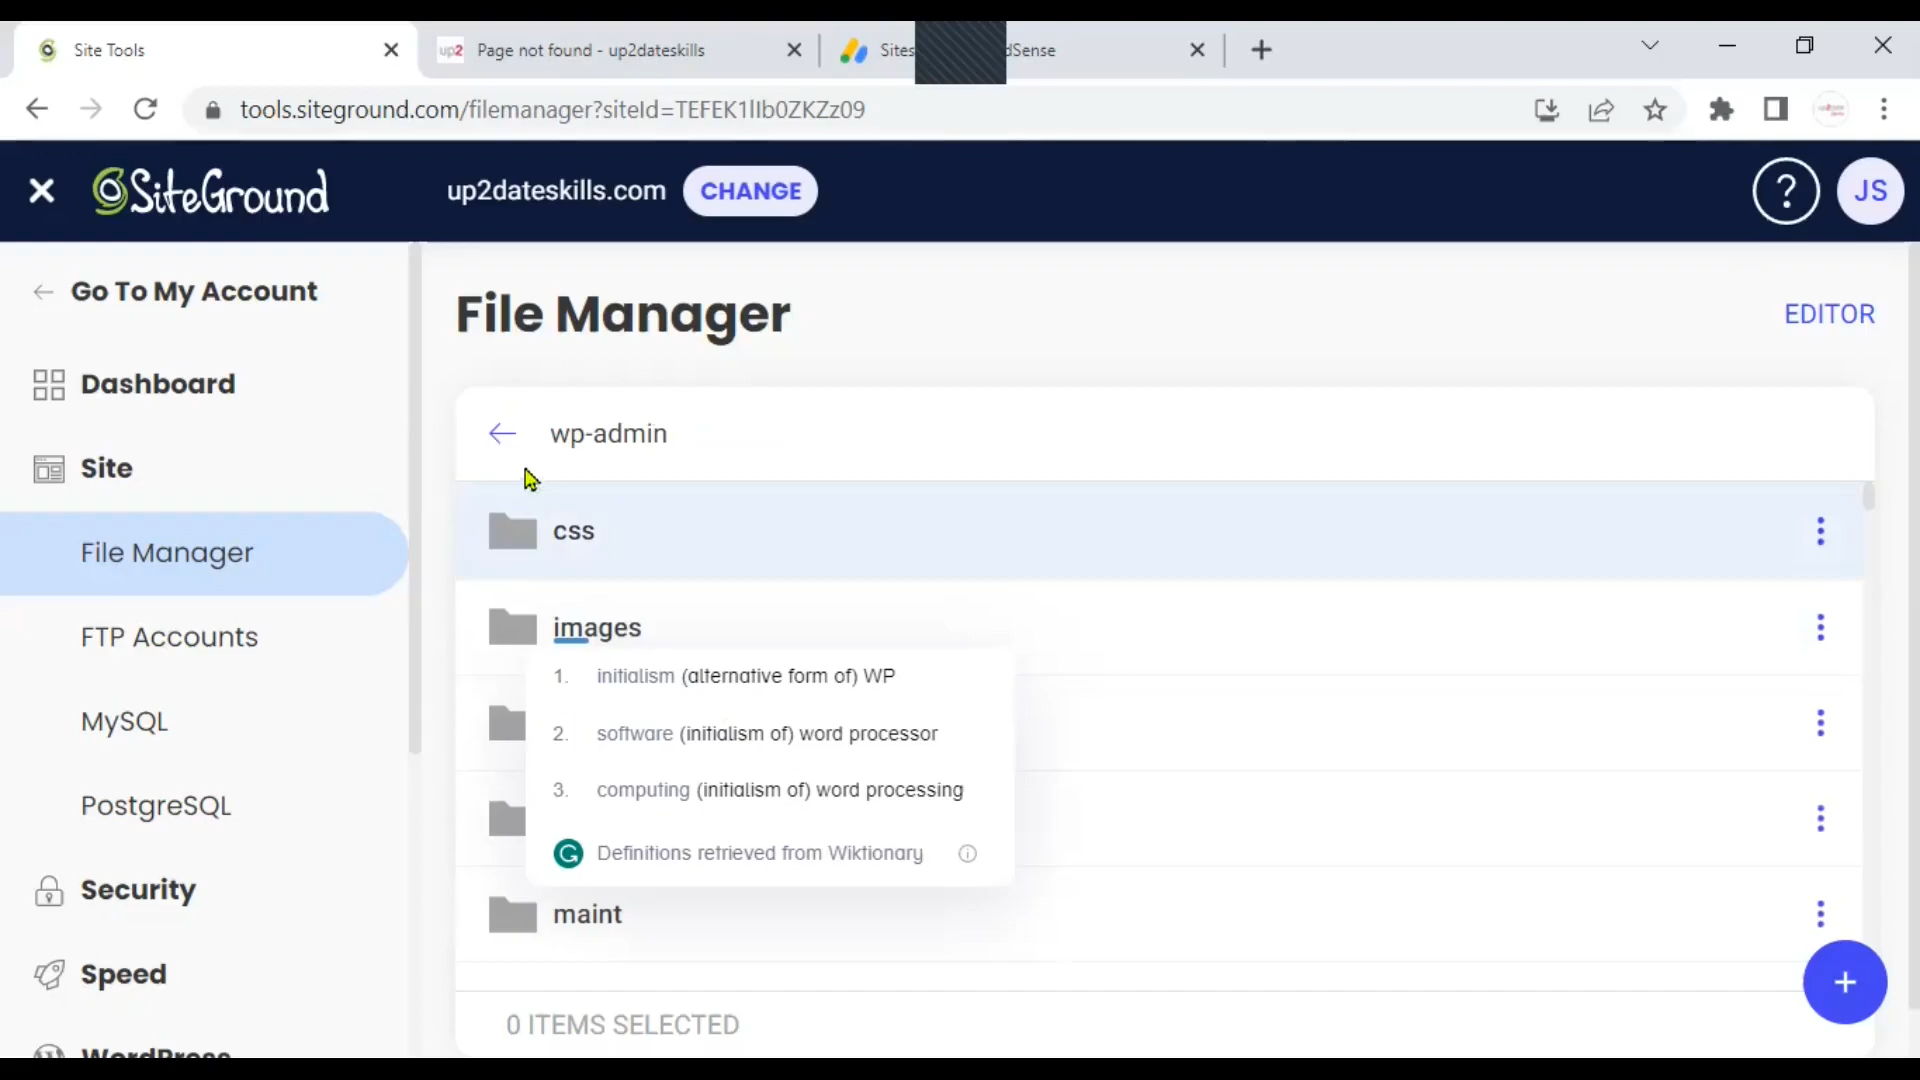 Site Tools
up2 Page not found - up2dateskills
Sites dSense
tools.siteground.com/filemanager?siteId=TEFEK1lIb0ZKZz09
SiteGround
up2dateskills.com CHANGE
? JS
Go To My Account
Dashboard
Site
File Manager
FTP Accounts
MySQL
PostgreSQL
Security
Speed
WordPress
File Manager
EDITOR
wp-admin
css
images
1. initialism (alternative form of) WP
2. software (initialism of) word processor
3. computing (initialism of) word processing
Definitions retrieved from Wiktionary
maint
0 ITEMS SELECTED